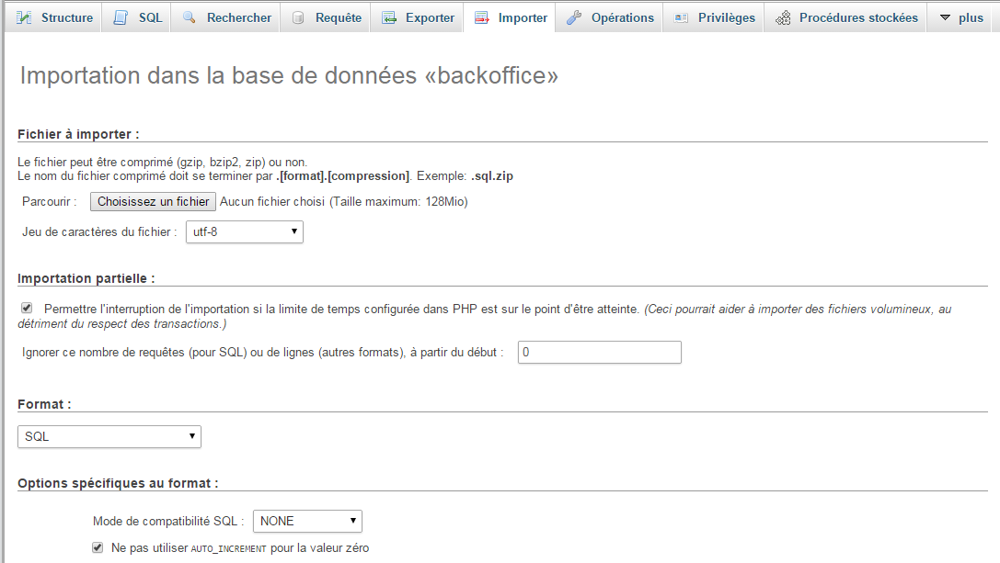 Structure SQL Rechercher Requête Exporter Importer Opérations Privilèges Procédures stockées plus
Importation dans la base de données «backoffice»
Fichier à importer :
Le fichier peut être comprimé (gzip, bzip2, zip) ou non.
Le nom du fichier comprimé doit se terminer par .[format].[compression]. Exemple: .sql.zip
Parcourir : Choisissez un fichier Aucun fichier choisi (Taille maximum: 128Mio)
Jeu de caractères du fichier : utf-8
Importation partielle :
Permettre l'interruption de l'importation si la limite de temps configurée dans PHP est sur le point d'être atteinte. (Ceci pourrait aider à importer des fichiers volumineux, au
détriment du respect des transactions.)
Ignorer ce nombre de requêtes (pour SQL) ou de lignes (autres formats), à partir du début : 0
Format :
SQL
Options spécifiques au format :
Mode de compatibilité SQL : NONE
Ne pas utiliser AUTO_INCREMENT pour la valeur zéro